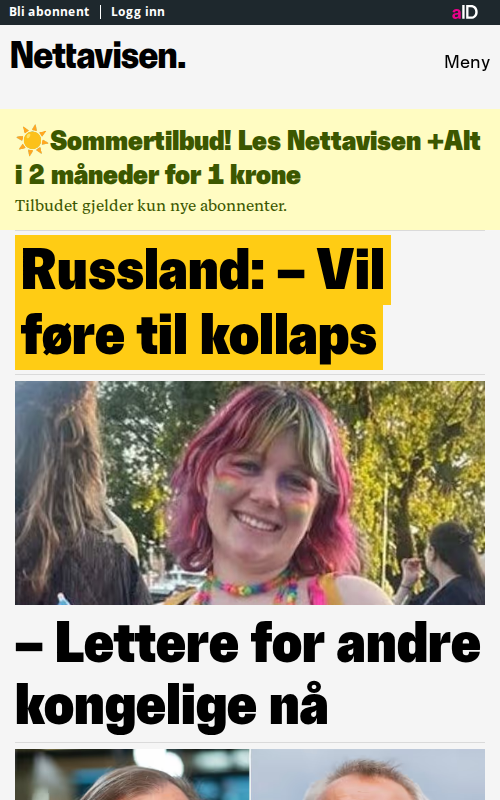 Bli abonnent | Logg inn
aID
Nettavisen.
Meny
☀️Sommertilbud! Les Nettavisen +Alt
i 2 måneder for 1 krone
Tilbudet gjelder kun nye abonnenter.
Russland: – Vil
føre til kollaps
– Lettere for andre
kongelige nå